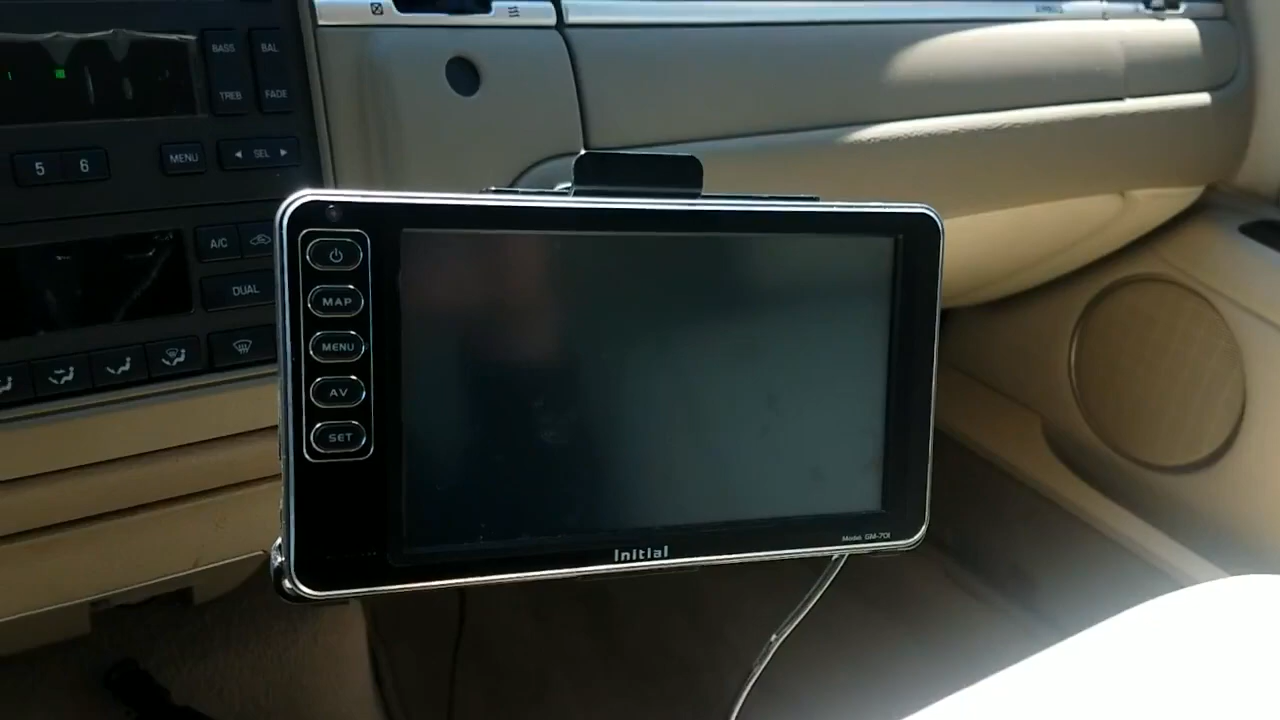 BASS
BAL
TREB
FADE
5
6
MENU
◄ SEL ►
A/C
DUAL
MAP
MENU
AV
SET
Initial
Model GM-701